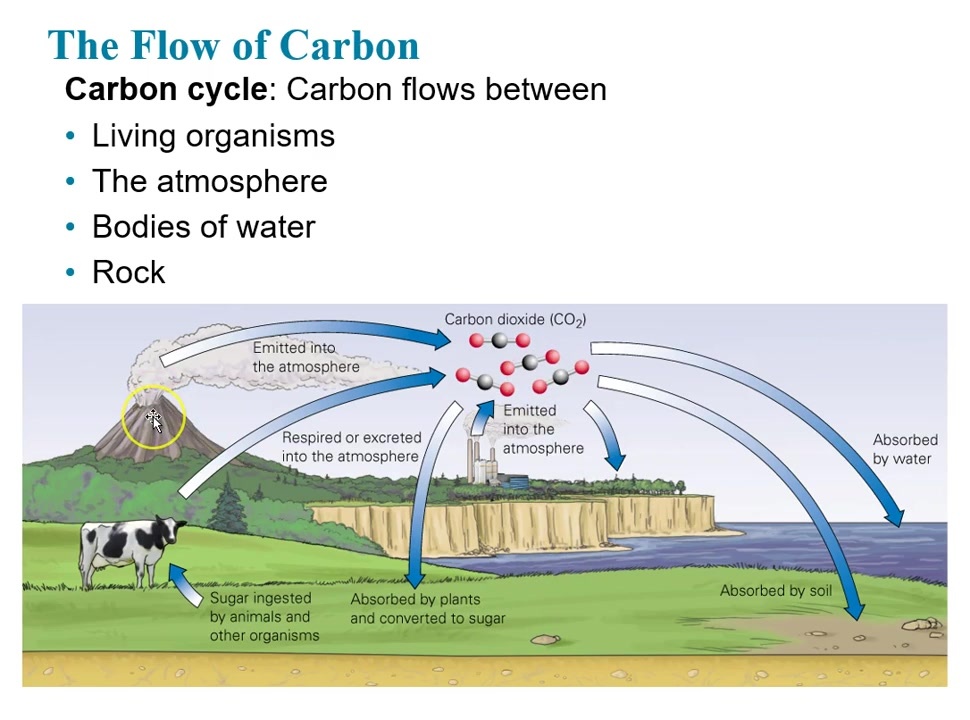 The Flow of Carbon
Carbon cycle: Carbon flows between
• Living organisms
• The atmosphere
• Bodies of water
• Rock
Carbon dioxide (CO₂)
Emitted into
the atmosphere
Respired or excreted
into the atmosphere
Emitted
into the
atmosphere
Absorbed
by water
Sugar ingested
by animals and
other organisms
Absorbed by plants
and converted to sugar
Absorbed by soil